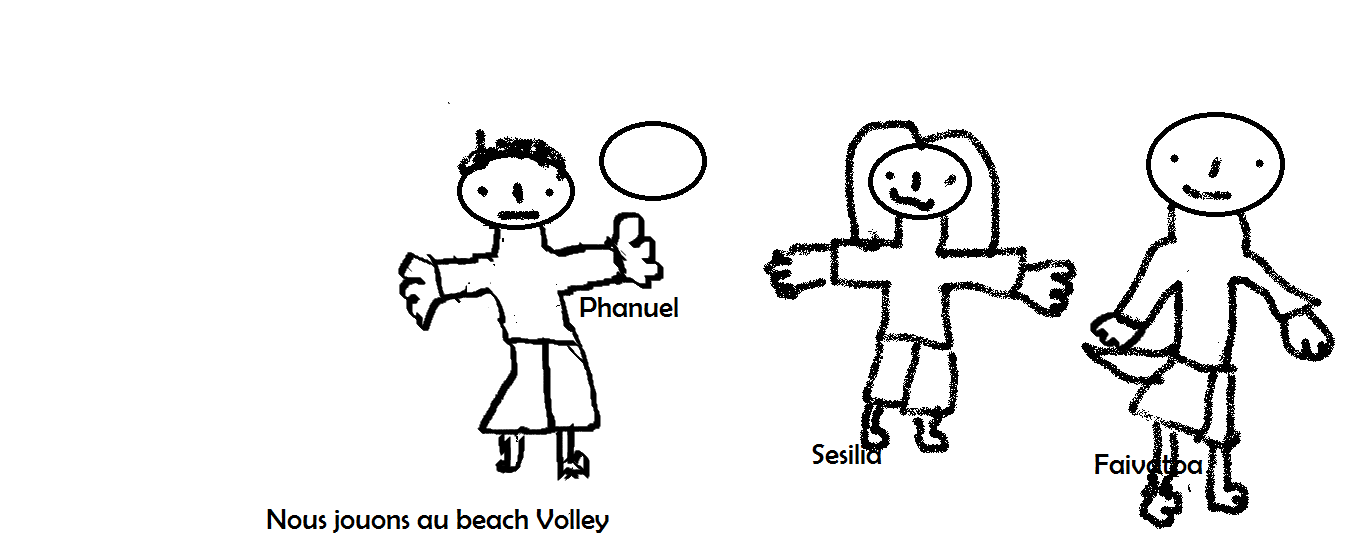 Phanuel
Sesilia
Faivatoa
Nous jouons au beach Volley